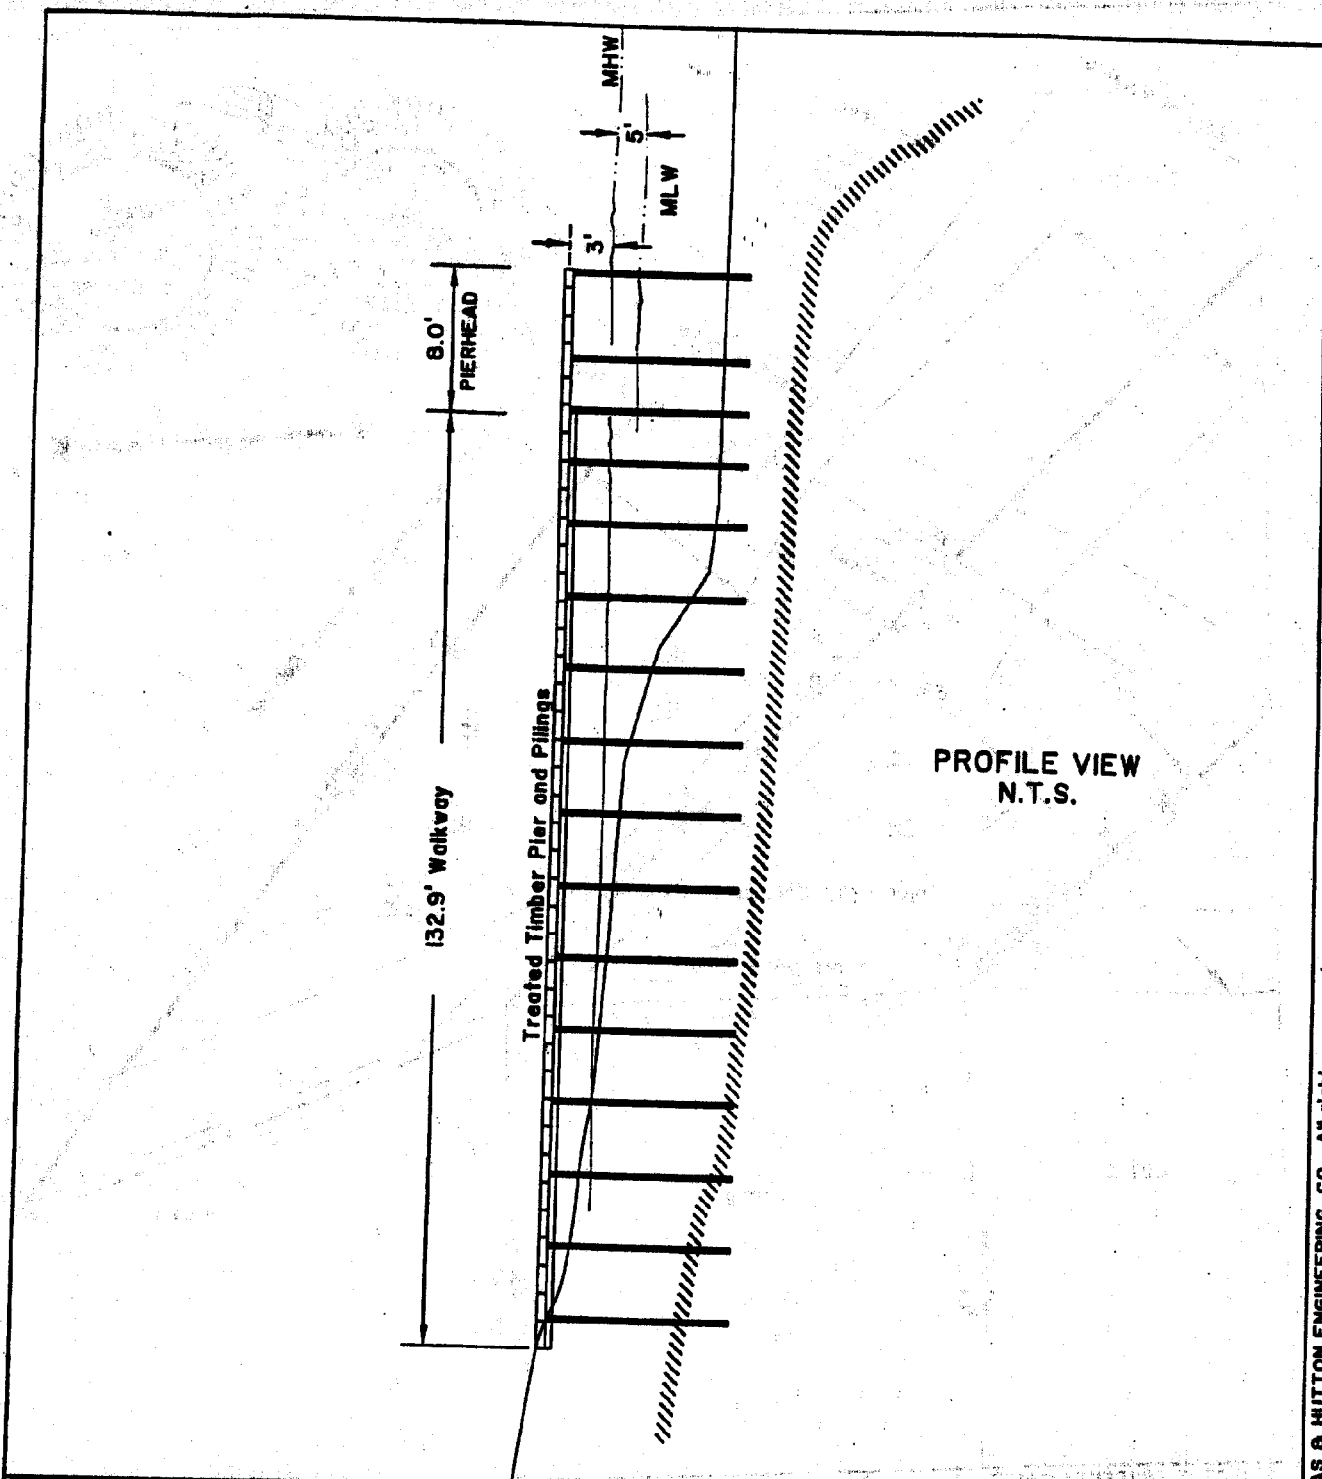 MHW
5'
MLW
3'
8.0'
PIERHEAD
132.9' Walkway
Treated Timber Pier and Pilings
PROFILE VIEW
N.T.S.
& HUTTON ENGINEERING CO.